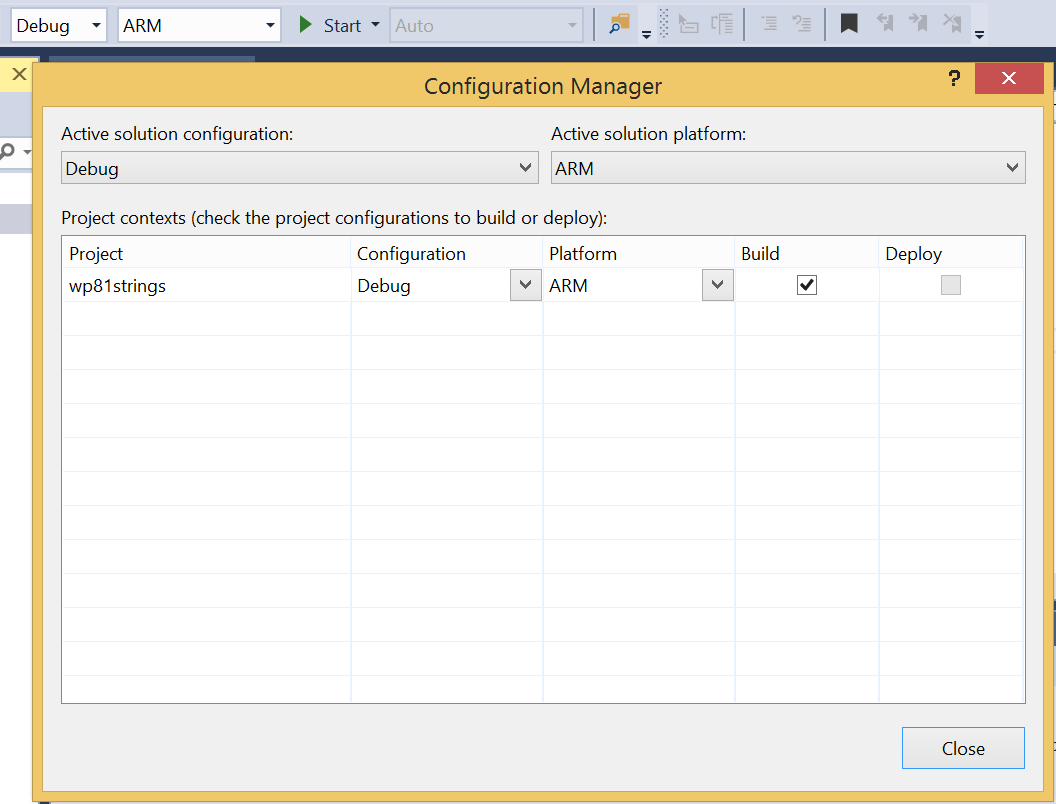 Debug ARM Start Auto
Configuration Manager ?
Active solution configuration: Active solution platform:
Debug ARM
Project contexts (check the project configurations to build or deploy):
Project Configuration Platform Build Deploy
wp81strings Debug ARM
Close